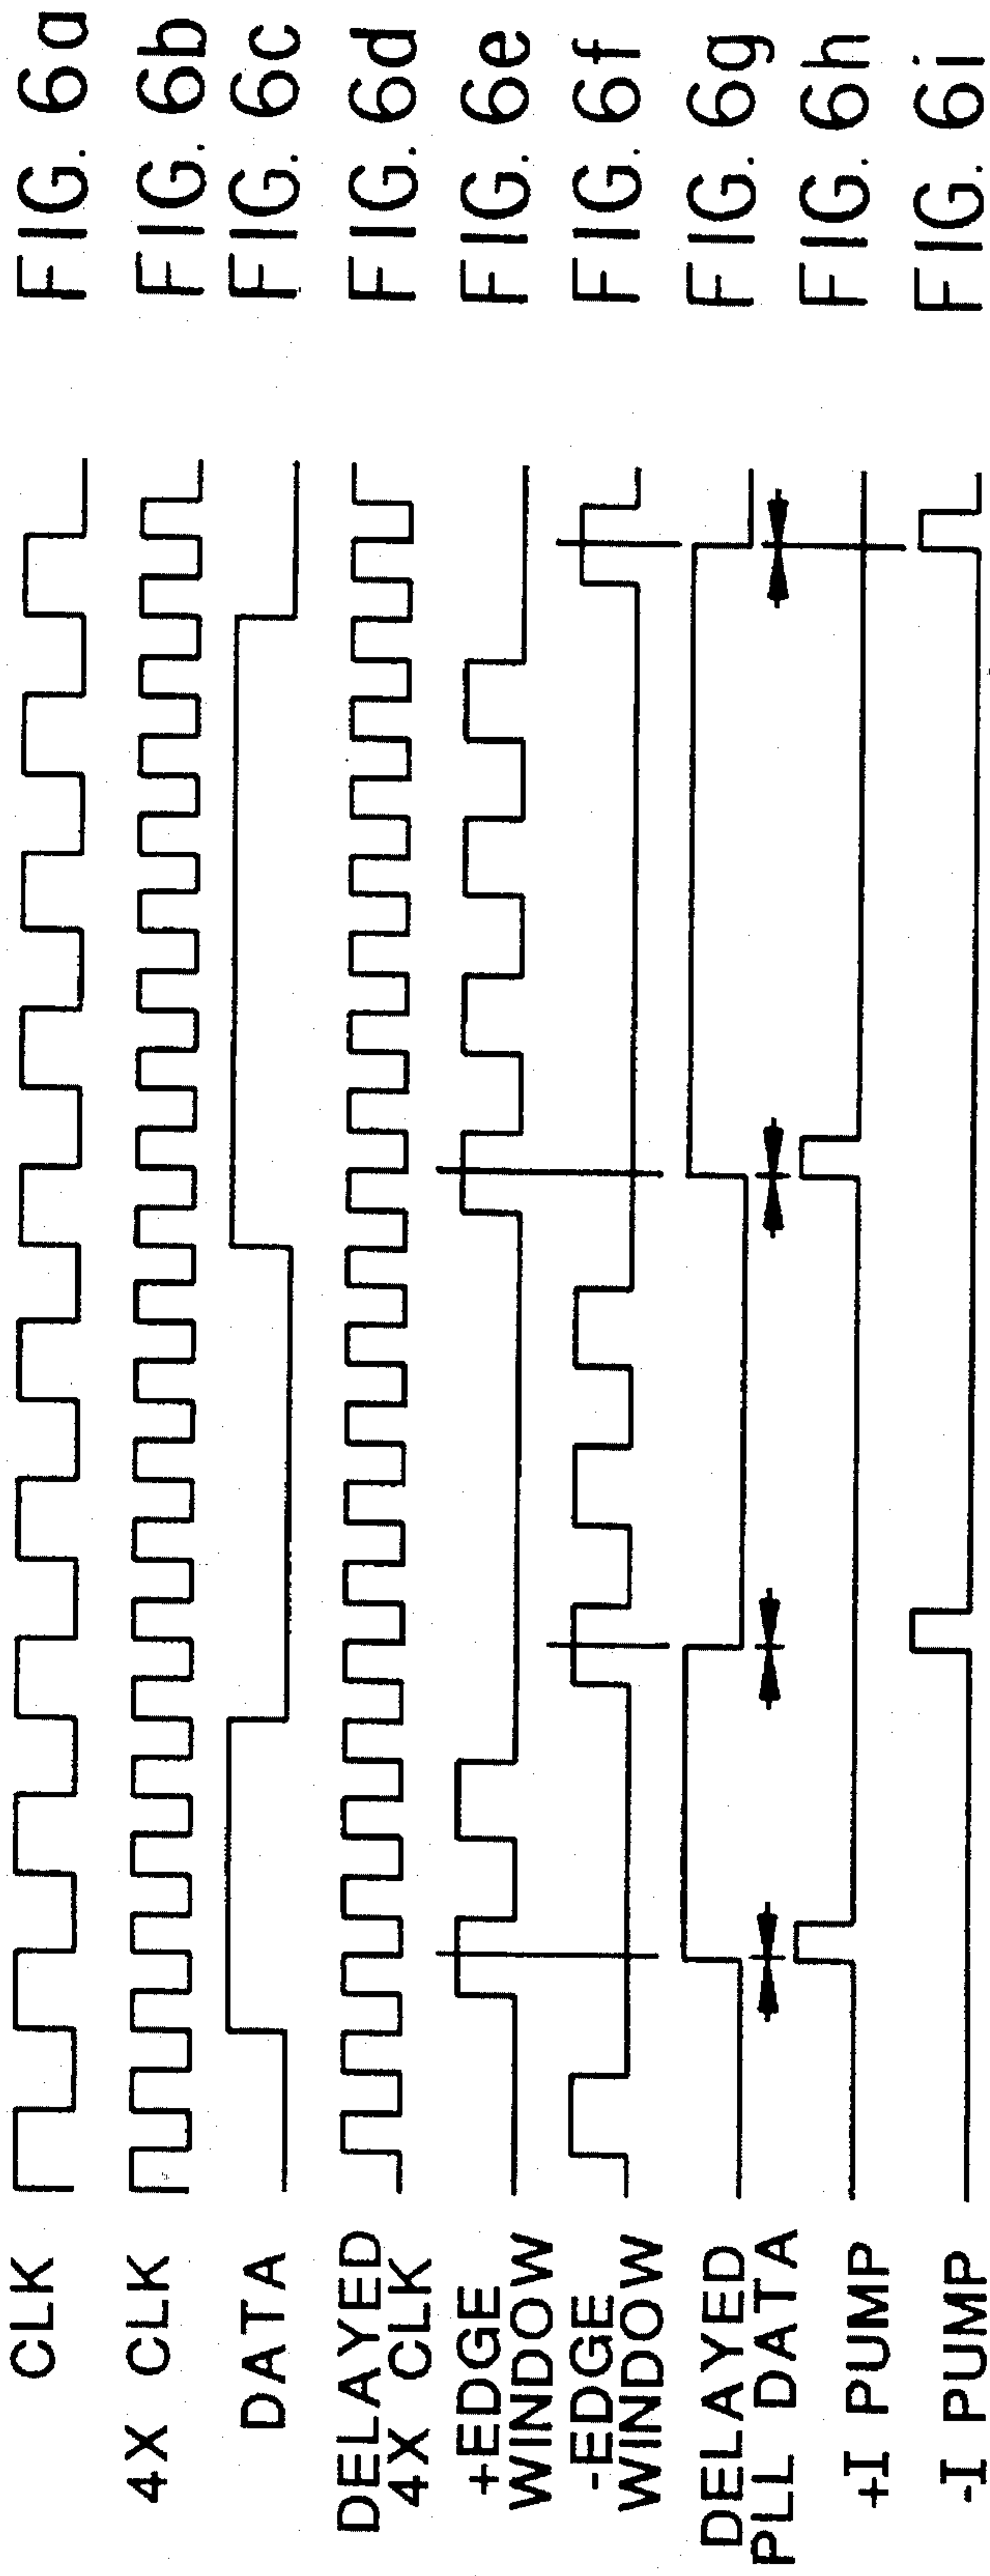 CLK
FIG. 6a
4X CLK
FIG. 6b
DATA
FIG. 6c
DELAYED
4X CLK
FIG. 6d
+EDGE
WINDOW
FIG. 6e
-EDGE
WINDOW
FIG. 6f
DELAYED
PLL DATA
FIG. 6g
+I PUMP
FIG. 6h
-I PUMP
FIG. 6i